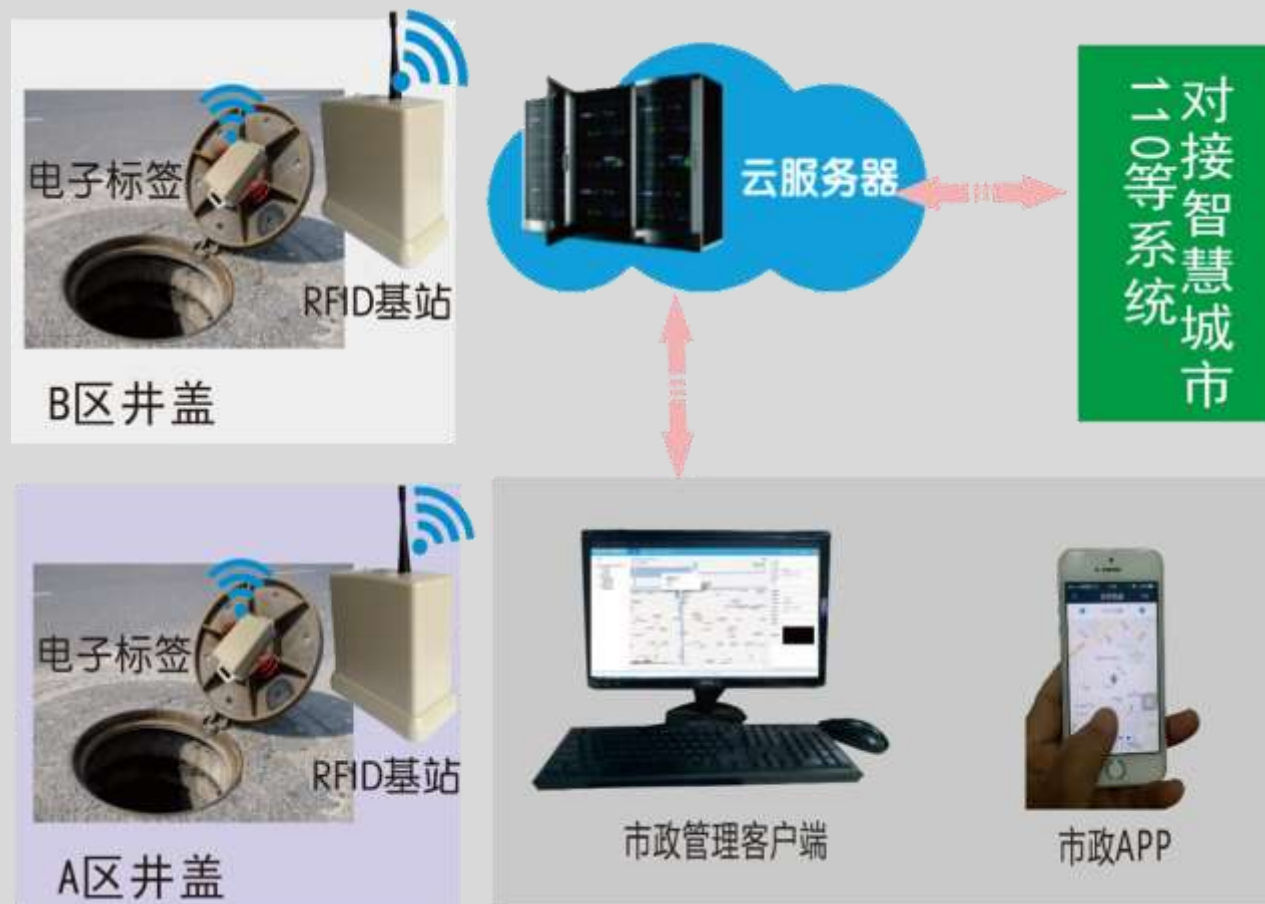 电子标签
RFID基站
B区井盖
云服务器
对接智慧城市
110等系统
电子标签
RFID基站
A区井盖
市政管理客户端
市政APP